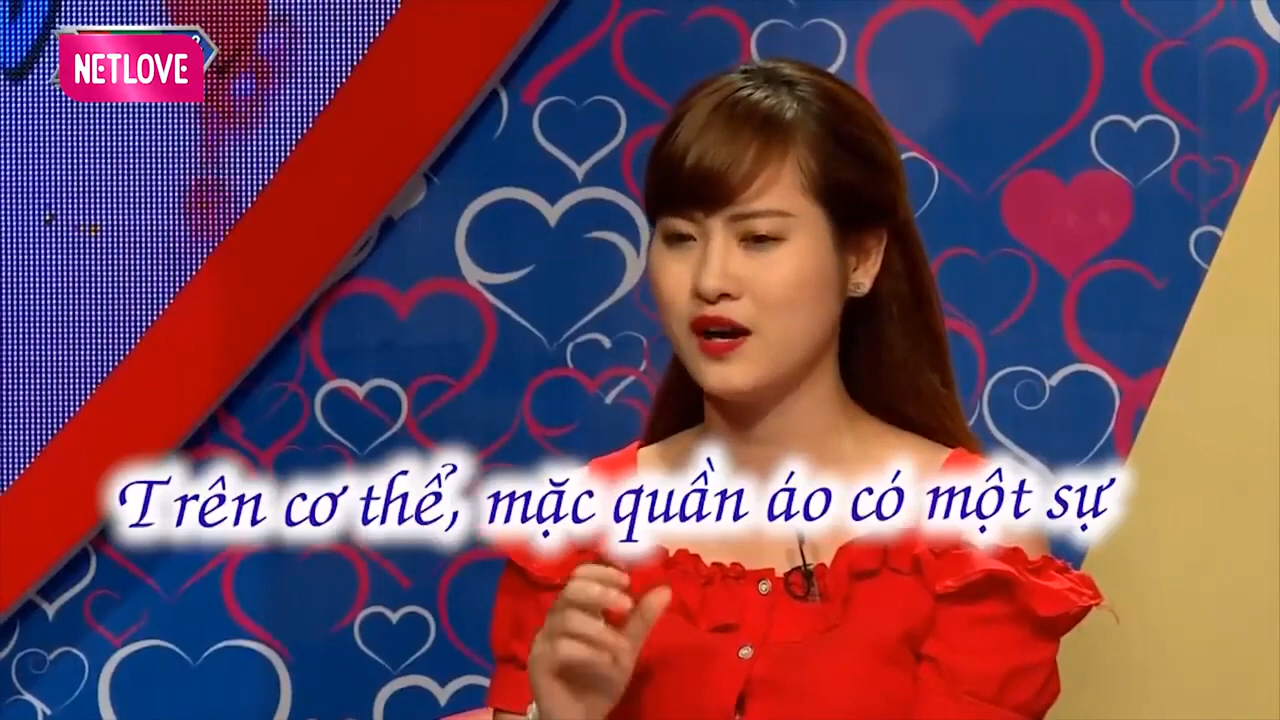 NETLOVE
Trên cơ thể, mặc quần áo có một sự